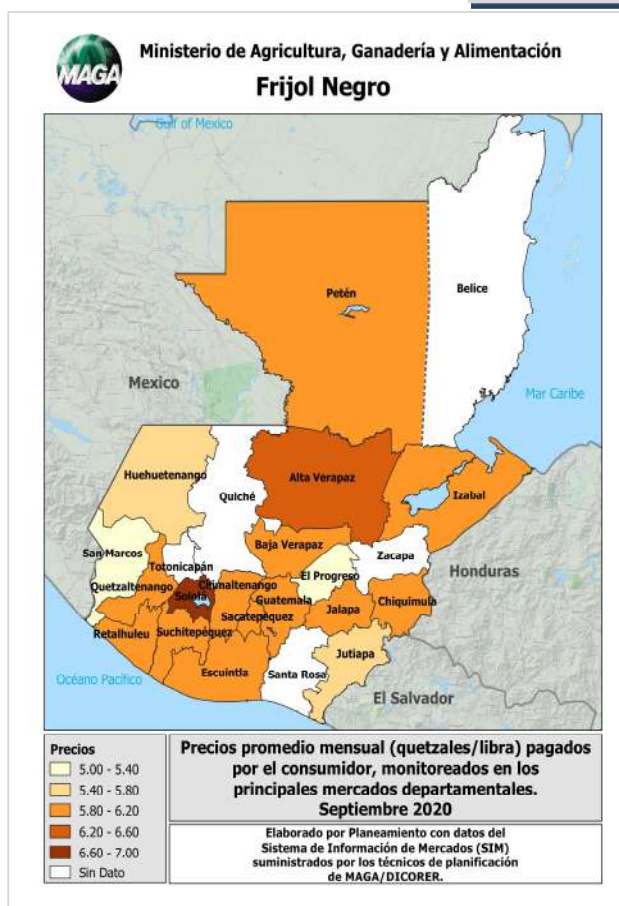 MAGA
Ministerio de Agricultura, Ganadería y Alimentación
Frijol Negro
Gulf of Mexico
Petén
Belice
Mexico
Mar Caribe
Huehuetenango
Alta Verapaz
Quiché
Izabal
San Marcos
Baja Verapaz
Zacapa
Totonicapán
Honduras
Quetzaltenango
Chimaltenango
El Progreso
Sololá
Guatemala
Chiquimula
Jalapa
Sacatepéquez
Retalhuleu
Suchitepéquez
Jutiapa
Escuintla
Santa Rosa
Océano Pacífico
El Salvador
Precios
5.00 - 5.40
5.40 - 5.80
5.80 - 6.20
6.20 - 6.60
6.60 - 7.00
Sin Dato
Precios promedio mensual (quetzales/libra) pagados
por el consumidor, monitoreados en los
principales mercados departamentales.
Septiembre 2020
Elaborado por Planeamiento con datos del
Sistema de Información de Mercados (SIM)
suministrados por los técnicos de planificación
de MAGA/DICORER.